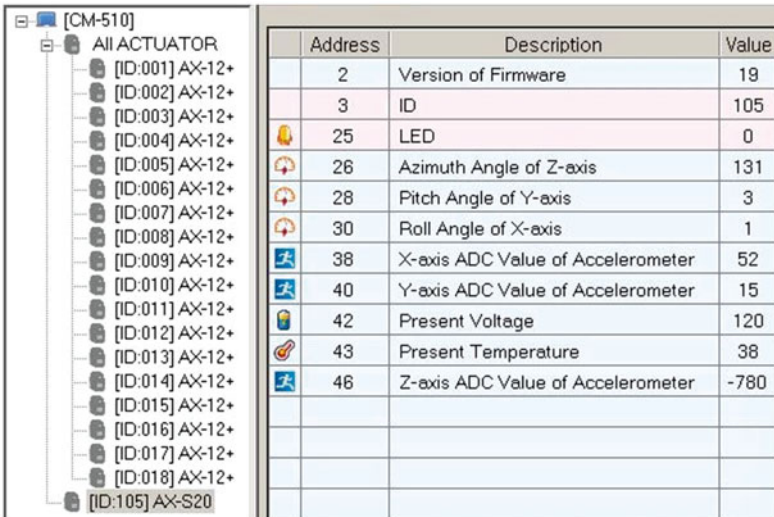 [CM-510]
All ACTUATOR
[ID:001] AX-12+
[ID:002] AX-12+
[ID:003] AX-12+
[ID:004] AX-12+
[ID:005] AX-12+
[ID:006] AX-12+
[ID:007] AX-12+
[ID:008] AX-12+
[ID:009] AX-12+
[ID:010] AX-12+
[ID:011] AX-12+
[ID:012] AX-12+
[ID:013] AX-12+
[ID:014] AX-12+
[ID:015] AX-12+
[ID:016] AX-12+
[ID:017] AX-12+
[ID:018] AX-12+
[ID:105] AX-S20
Address Description Value
2 Version of Firmware 19
3 ID 105
25 LED 0
26 Azimuth Angle of Z-axis 131
28 Pitch Angle of Y-axis 3
30 Roll Angle of X-axis 1
38 X-axis ADC Value of Accelerometer 52
40 Y-axis ADC Value of Accelerometer 15
42 Present Voltage 120
43 Present Temperature 38
46 Z-axis ADC Value of Accelerometer -780